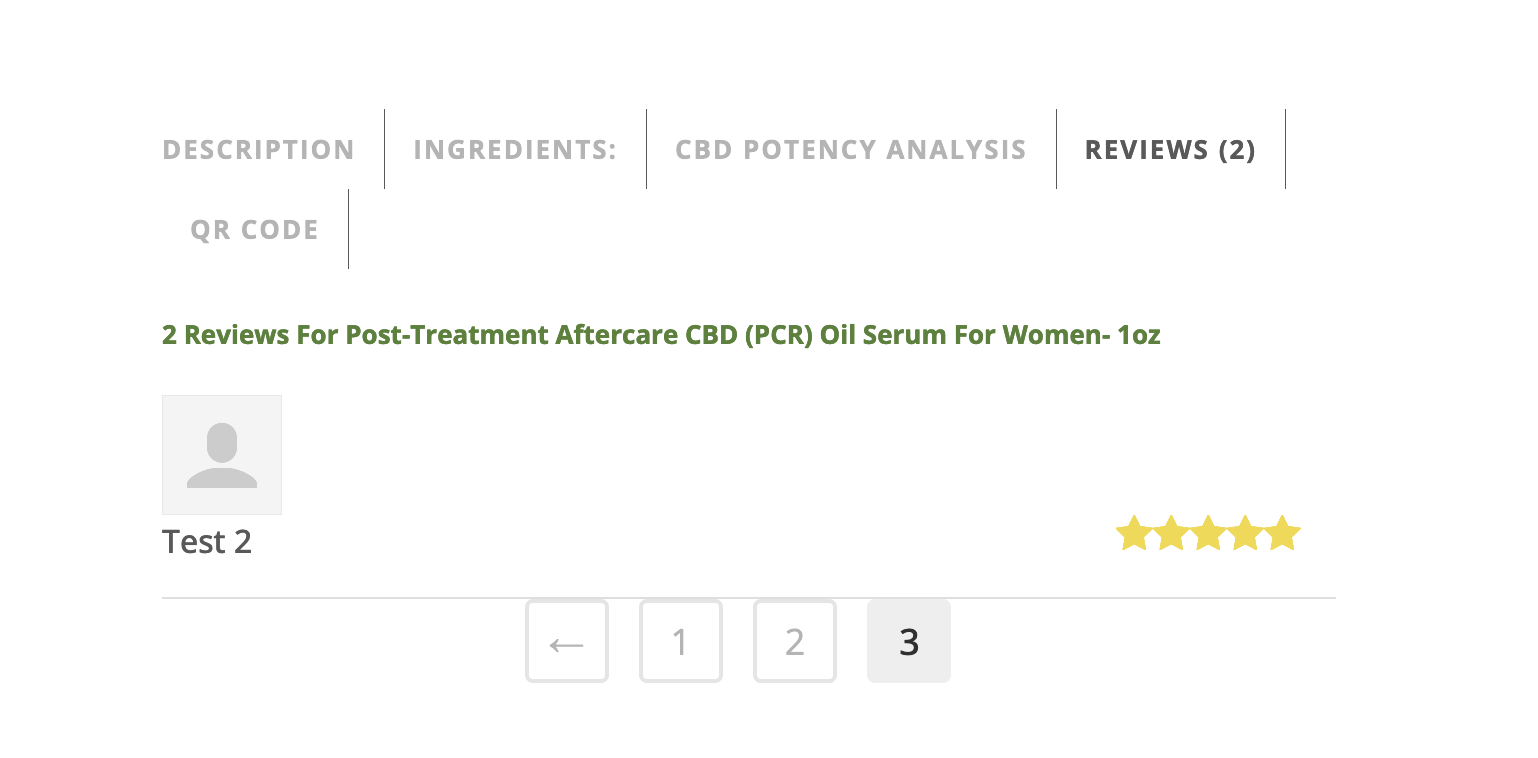 DESCRIPTION INGREDIENTS: CBD POTENCY ANALYSIS REVIEWS (2)
QR CODE
2 Reviews For Post-Treatment Aftercare CBD (PCR) Oil Serum For Women- 1oz
Test 2
← 1 2 3